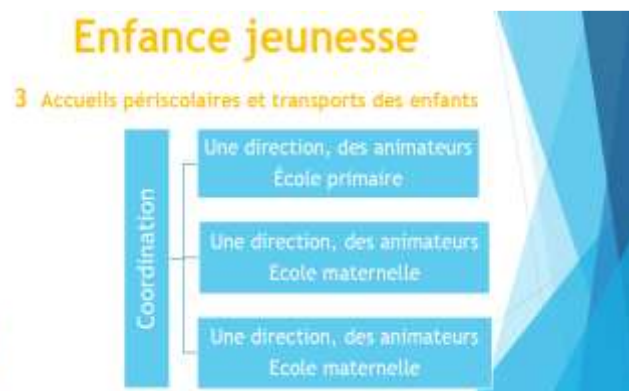 Enfance jeunesse
3 Accueils périscolaires et transports des enfants
Coordination
Une direction, des animateurs
École primaire
Une direction, des animateurs
Ecole maternelle
Une direction, des animateurs
Ecole maternelle